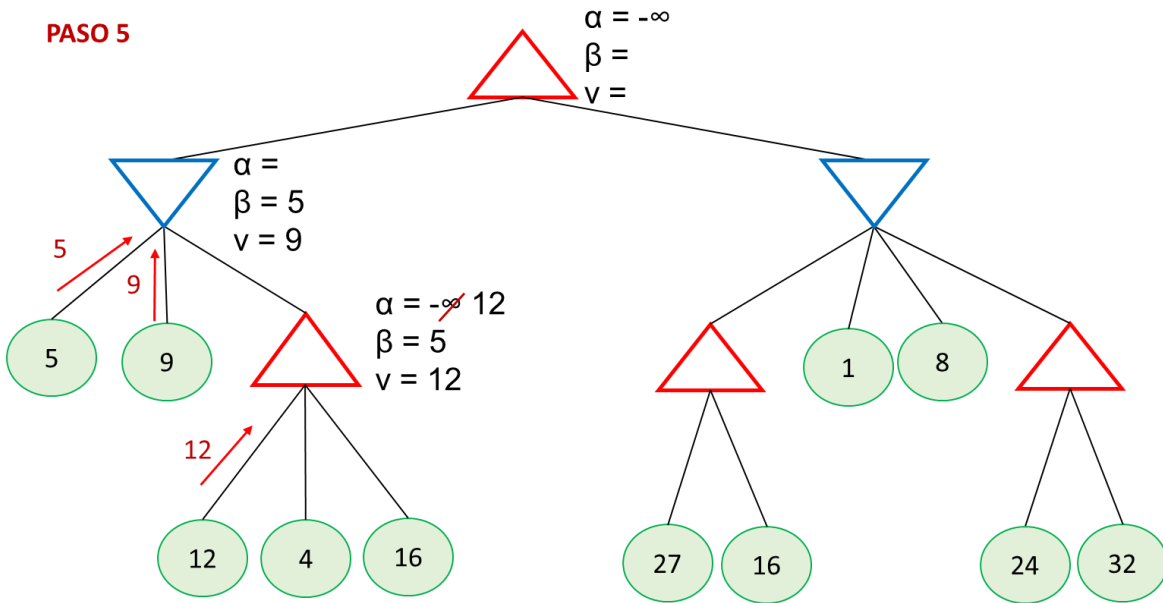 PASO 5
α = -∞
β =
v =
α =
β = 5
v = 9
5
9
α = -∞ 12
β = 5
v = 12
5
9
1
8
12
12
4
16
27
16
24
32